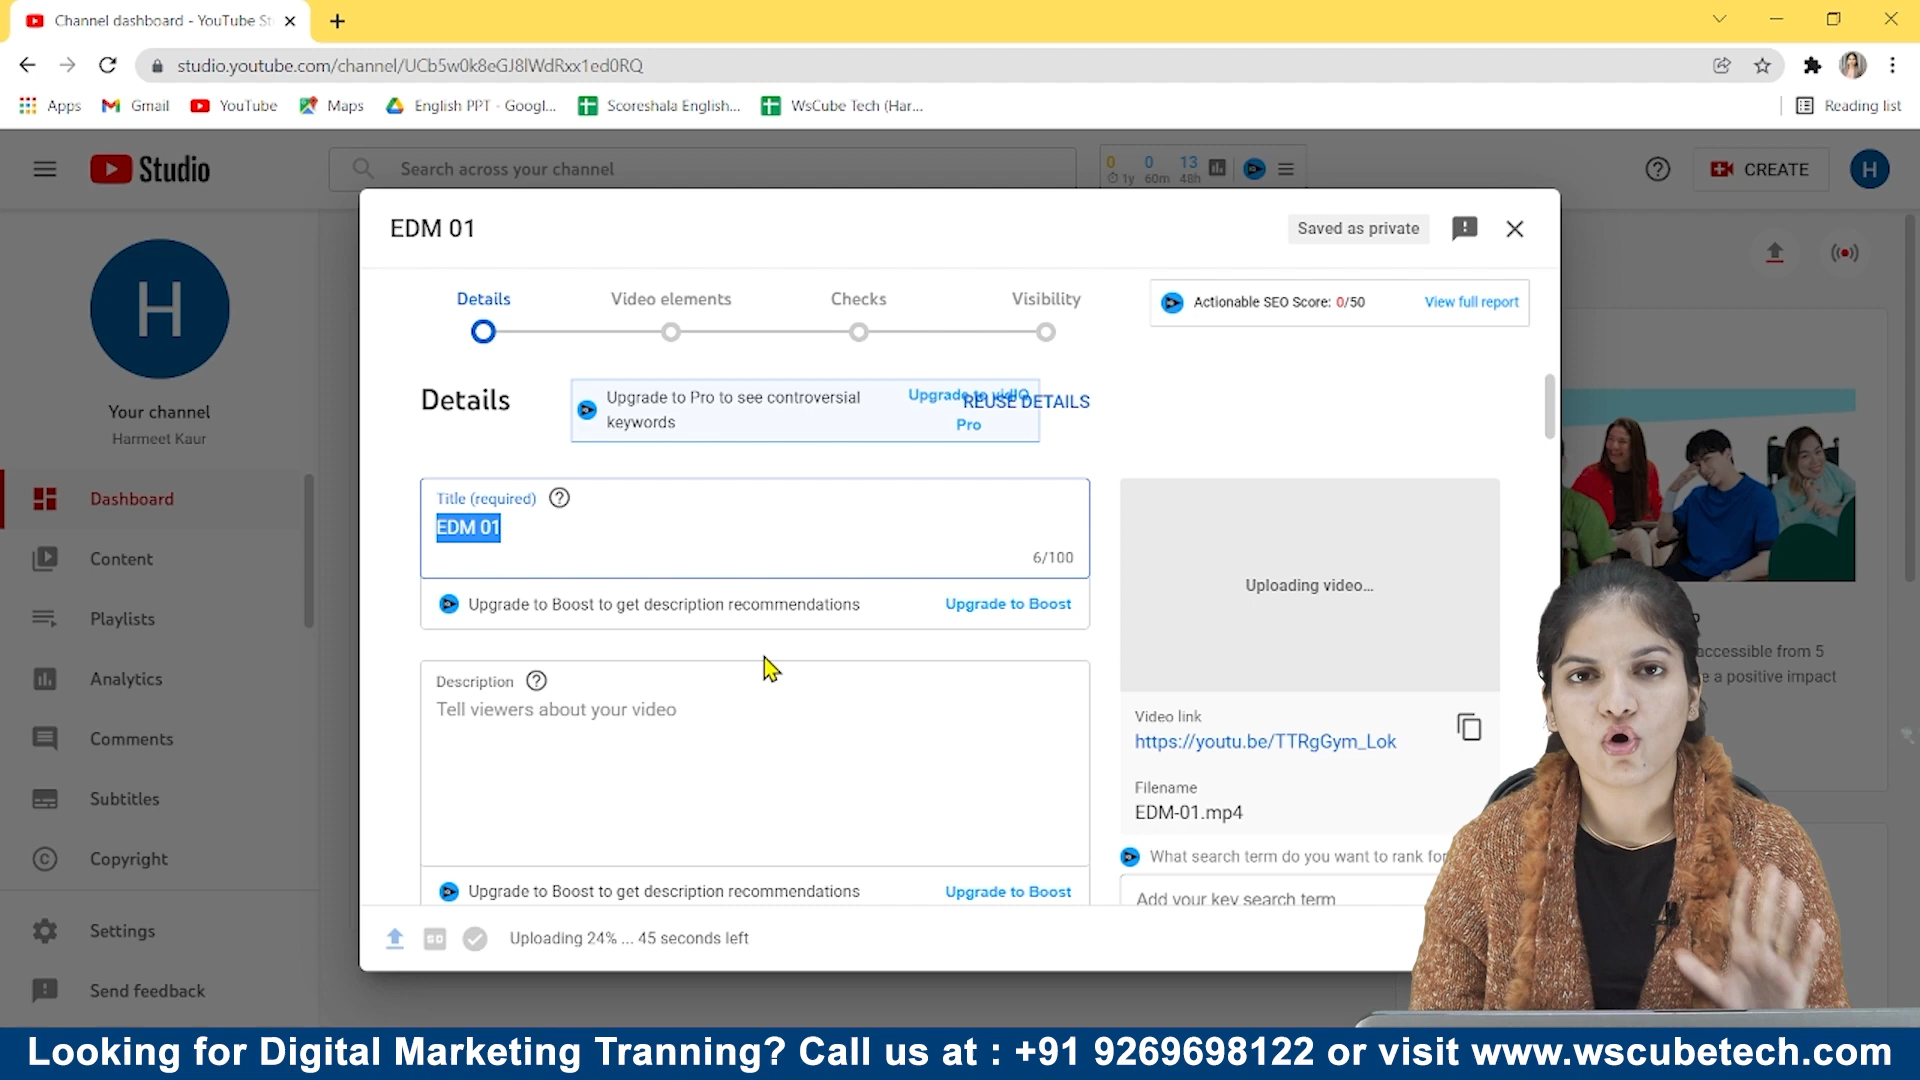 Channel dashboard - YouTube St
studio.youtube.com/channel/UCb5w0k8eGJ8lWdRxx1ed0RQ
Apps
Gmail
YouTube
Maps
English PPT - Googl...
Scoreshala English...
WsCube Tech (Har...
Reading list
Studio
Search across your channel
0 0 13
1y 60m 48h
CREATE
H
EDM 01
Saved as private
H
Details
Video elements
Checks
Visibility
Actionable SEO Score: 0/50
View full report
Details
Upgrade to Pro to see controversial
keywords
Upgrade to vidIQ
Pro
REUSE DETAILS
Your channel
Harmeet Kaur
Title (required)
EDM 01
6/100
Upgrade to Boost to get description recommendations
Upgrade to Boost
Description
Tell viewers about your video
Upgrade to Boost to get description recommendations
Upgrade to Boost
Uploading video...
Video link
https://youtu.be/TTRgGym_Lok
Filename
EDM-01.mp4
What search term do you want to rank for
Add your key search term
accessible from 5
e a positive impact
Dashboard
Content
Playlists
Analytics
Comments
Subtitles
Copyright
Settings
Send feedback
SD
Uploading 24% ... 45 seconds left
Looking for Digital Marketing Tranning? Call us at : +91 9269698122 or visit www.wscubetech.com